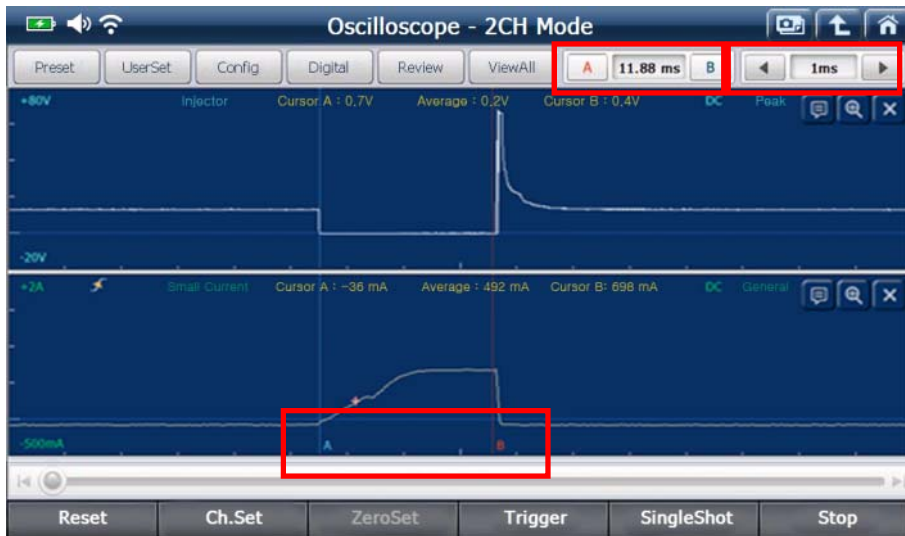 Oscilloscope - 2CH Mode
Preset UserSet Config Digital Review ViewAll A 11.88 ms B 1ms
+80V Injector Cursor A : 0,7V Average : 0,2V Cursor B : 0,4V DC Peak
-20V
+2A Small Current Cursor A : -36 mA Average : 492 mA Cursor B: 698 mA DC General
-500mA A B
Reset Ch.Set ZeroSet Trigger SingleShot Stop